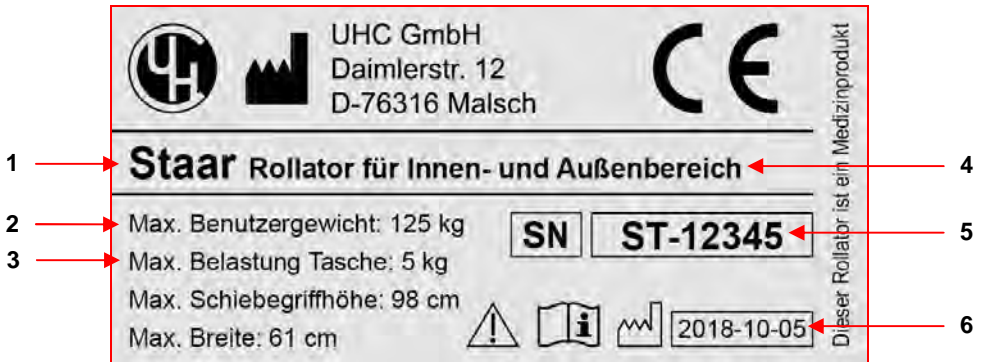 UHC GmbH
Daimlerstr. 12
D-76316 Malsch
CE
1 Staar Rollator für Innen- und Außenbereich 4
2 Max. Benutzergewicht: 125 kg
SN ST-12345 5
3 Max. Belastung Tasche: 5 kg
Max. Schiebegriffhöhe: 98 cm
Max. Breite: 61 cm
2018-10-05 6
Dieser Rollator ist ein Medizinprodukt